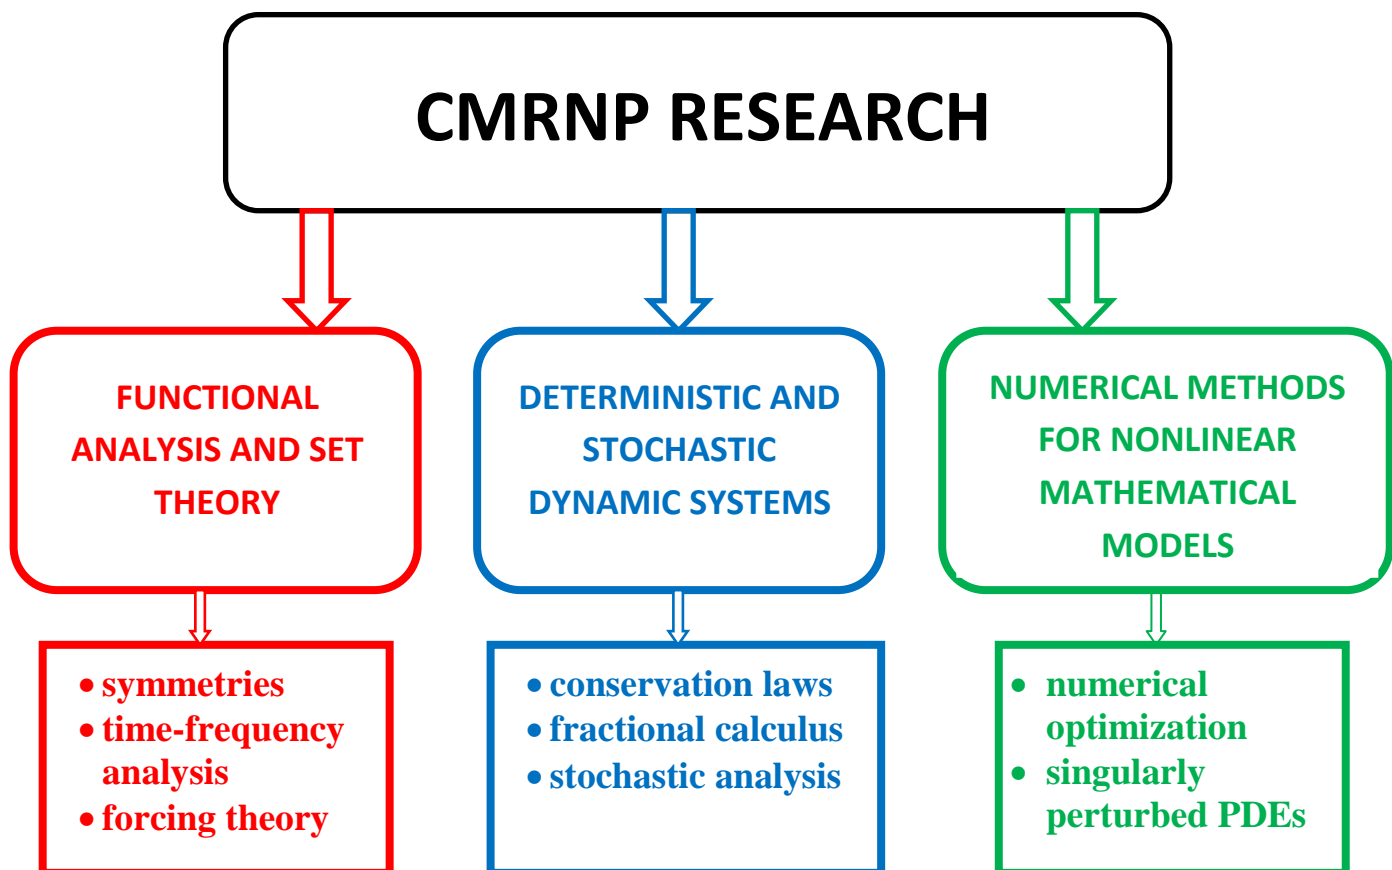 CMRNP RESEARCH
FUNCTIONAL
ANALYSIS AND SET
THEORY
DETERMINISTIC AND
STOCHASTIC
DYNAMIC SYSTEMS
NUMERICAL METHODS
FOR NONLINEAR
MATHEMATICAL
MODELS
• symmetries
• time-frequency
analysis
• forcing theory
• conservation laws
• fractional calculus
• stochastic analysis
• numerical
optimization
• singularly
perturbed PDEs